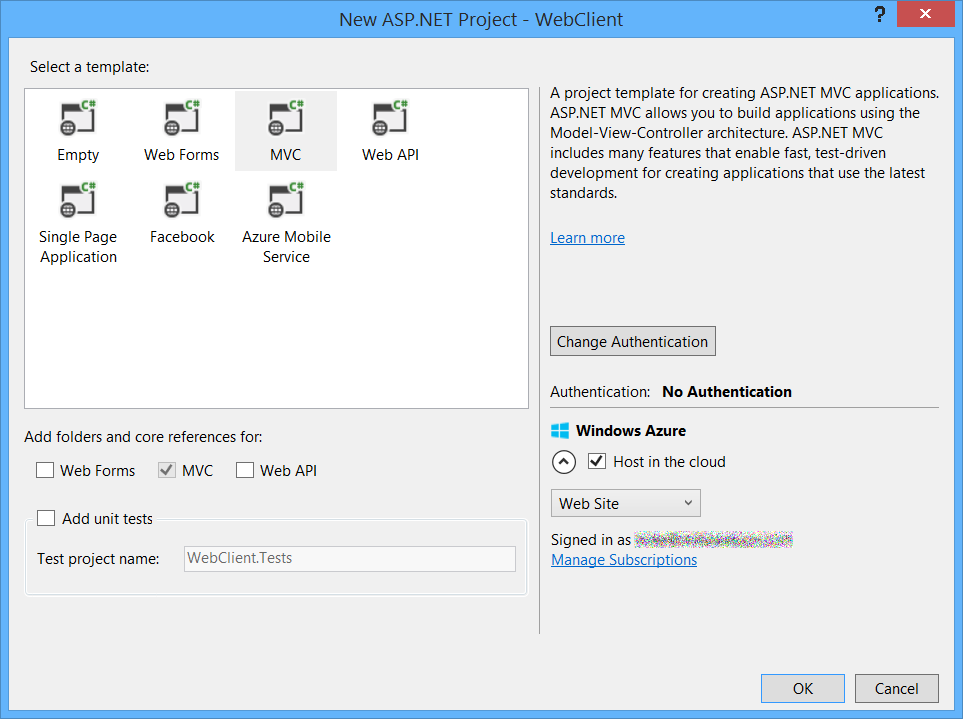 New ASP.NET Project - WebClient
?
Select a template:
C# C# C# C#
Empty Web Forms MVC Web API
C# C# C#
Single Page Facebook Azure Mobile
Application Service
A project template for creating ASP.NET MVC applications.
ASP.NET MVC allows you to build applications using the
Model-View-Controller architecture. ASP.NET MVC
includes many features that enable fast, test-driven
development for creating applications that use the latest
standards.
Learn more
Change Authentication
Authentication: No Authentication
Windows Azure
Host in the cloud
Web Site
Signed in as
Manage Subscriptions
Add folders and core references for:
Web Forms MVC Web API
Add unit tests
Test project name: WebClient.Tests
OK Cancel